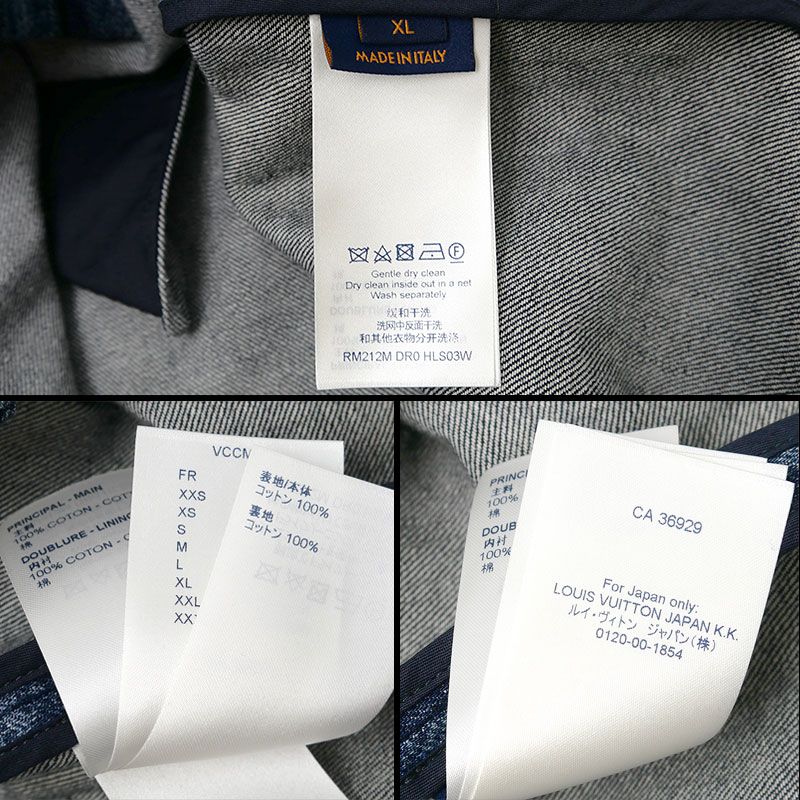 XL
MADE IN ITALY
Gentle dry clean
Dry clean inside out in a net
Wash separately
缓和干洗
洗网中反面干洗
和其他衣物分开洗涤
RM212M DR0 HLS03W
PRINCIPAL - MAIN
主料
100% COTON -
棉
DOUBLURE - LINING
内衬
100% COTON -
棉
FR
XXS
XS
S
M
L
XL
XXL
表地/本体
コットン 100%
裏地
コットン 100%
主料
100%
棉
内衬
100%
棉
CA 36929
For Japan only:
LOUIS VUITTON JAPAN K.K.
ルイ・ヴィトン ジャパン(株)
0120-00-1854